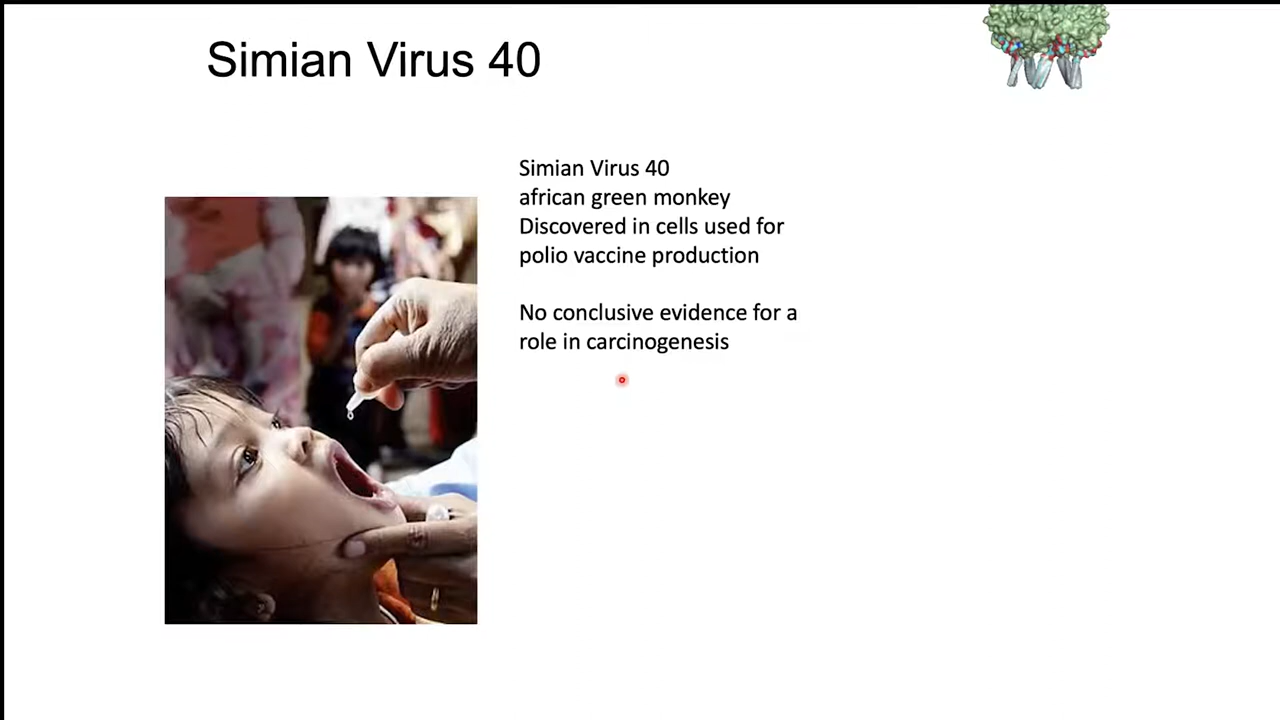 Simian Virus 40
Simian Virus 40
african green monkey
Discovered in cells used for
polio vaccine production
No conclusive evidence for a
role in carcinogenesis